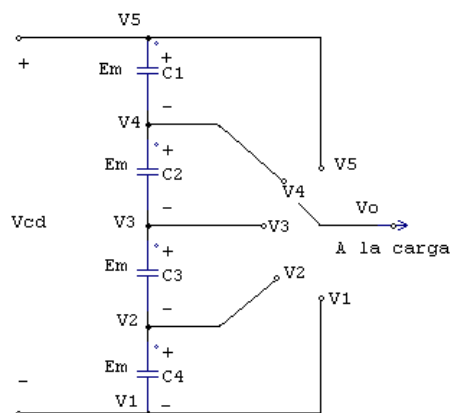 V5
+
+
Em
C1
−
V4
+
V5
Em
C2
V4
Vo
Vcd
−
V3
V3
A la carga
+
Em
C3
V2
V1
−
V2
+
Em
C4
−
V1
−